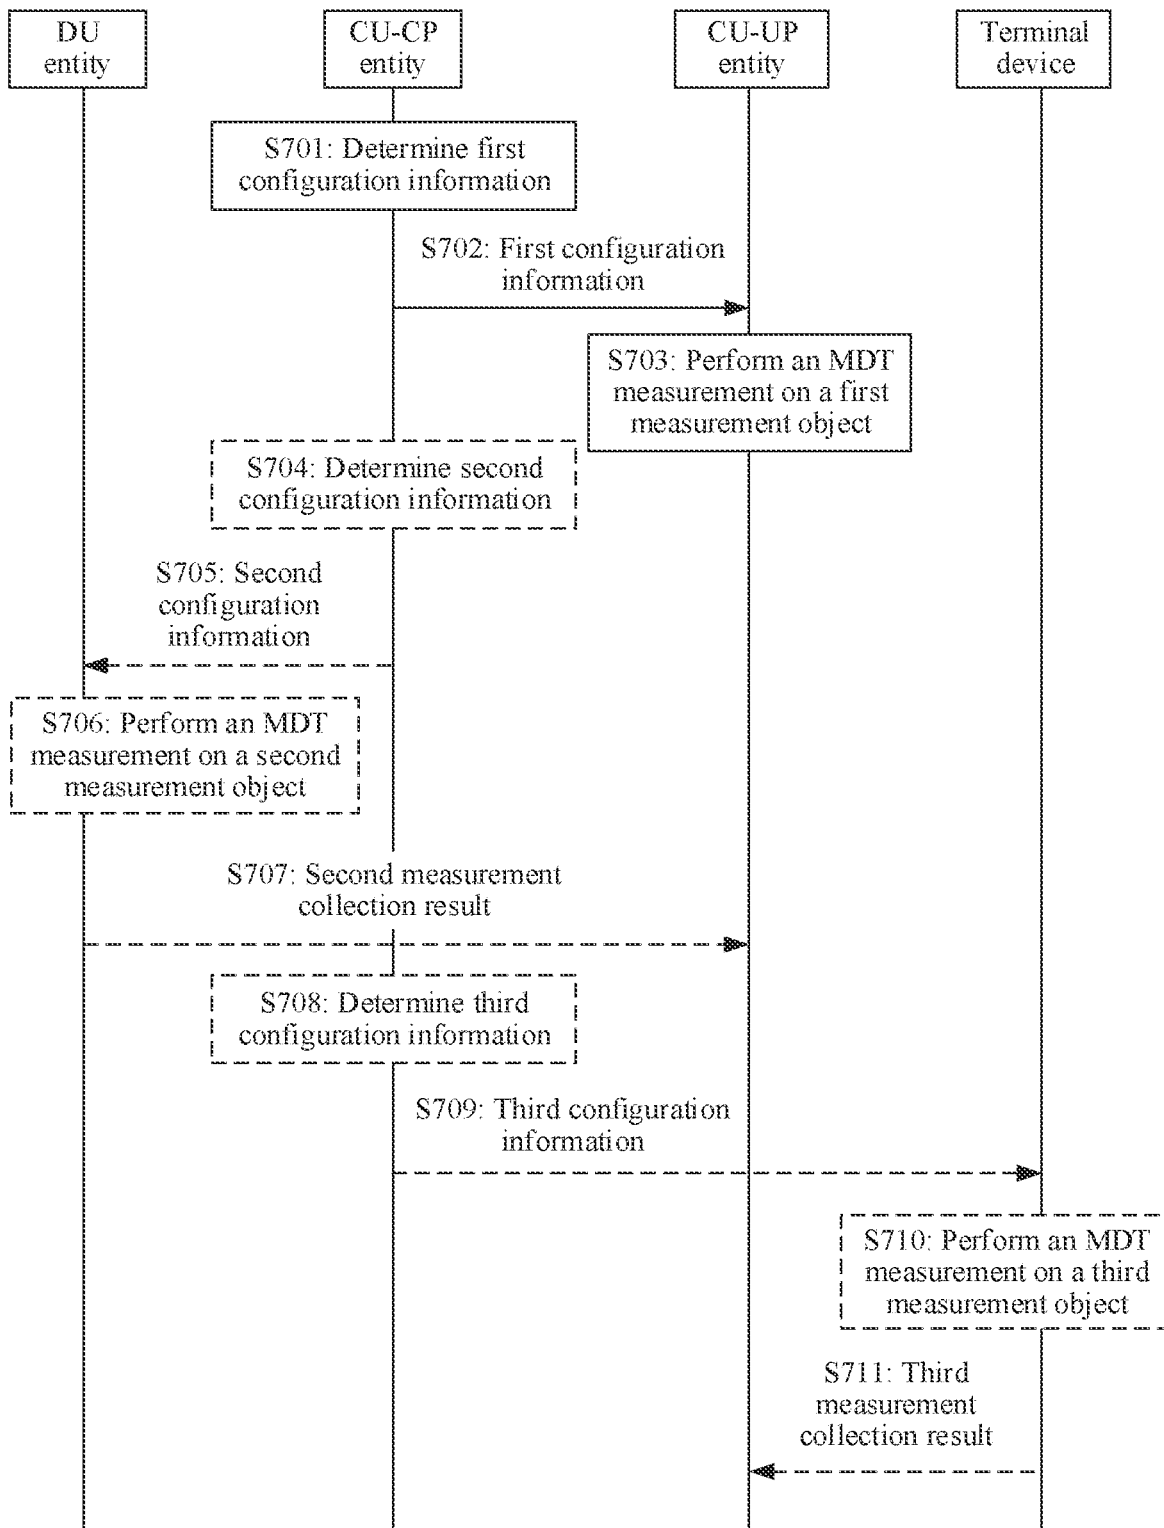 DU
entity
CU-CP
entity
CU-UP
entity
Terminal
device
S701: Determine first
configuration information
S702: First configuration
information
S703: Perform an MDT
measurement on a first
measurement object
S704: Determine second
configuration information
S705: Second
configuration
information
S706: Perform an MDT
measurement on a second
measurement object
S707: Second measurement
collection result
S708: Determine third
configuration information
S709: Third configuration
information
S710: Perform an MDT
measurement on a third
measurement object
S711: Third
measurement
collection result